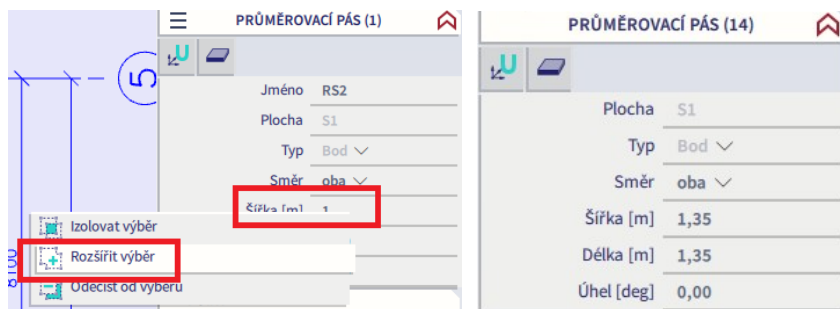 PRŮMĚROVACÍ PÁS (1)
Jméno RS2
Plocha S1
Typ Bod
Směr oba
Šířka [m] 1
5
8100
Izolovat výběr
Rozšířit výběr
Odečíst od výběru
PRŮMĚROVACÍ PÁS (14)
Plocha S1
Typ Bod
Směr oba
Šířka [m] 1,35
Délka [m] 1,35
Úhel [deg] 0,00